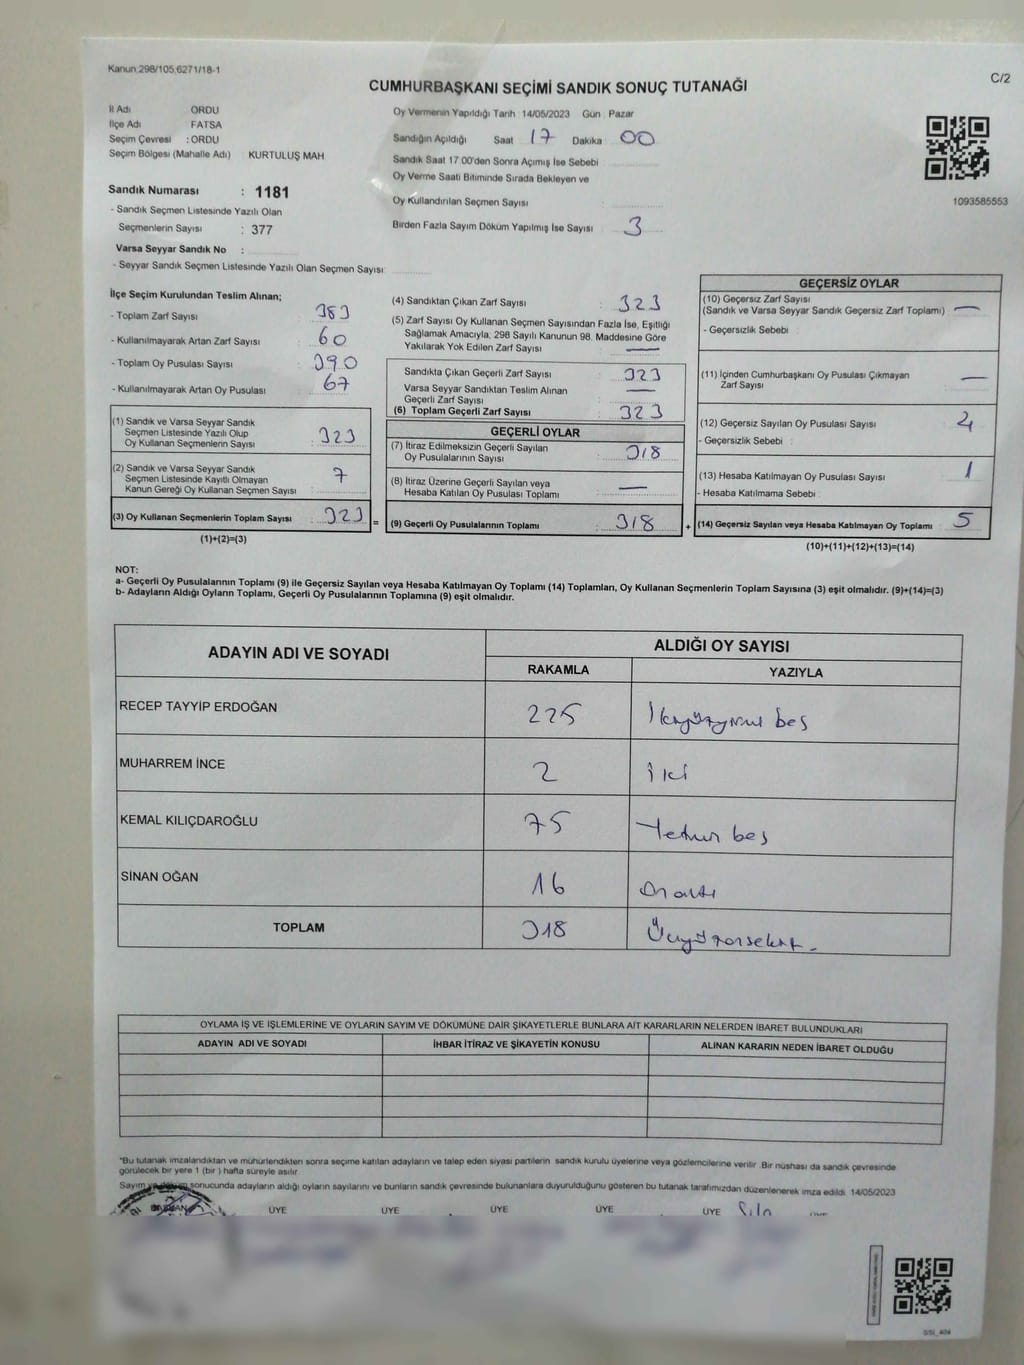 Kanun:298/105,6271/18-1
C/2
CUMHURBAŞKANI SEÇİMİ SANDIK SONUÇ TUTANAĞI
İl Adı : ORDU
İlçe Adı : FATSA
Seçim Çevresi : ORDU
Seçim Bölgesi (Mahalle Adı) : KURTULUŞ MAH
Sandık Numarası : 1181
- Sandık Seçmen Listesinde Yazılı Olan
Seçmenlerin Sayısı : 377
Varsa Seyyar Sandık No :
- Seyyar Sandık Seçmen Listesinde Yazılı Olan Seçmen Sayısı:
Oy Vermenin Yapıldığı Tarih 14/05/2023 Gün : Pazar
Sandığın Açıldığı Saat 17 Dakika 00
Sandık Saat 17:00'den Sonra Açımış İse Sebebi
Oy Verme Saati Bitiminde Sırada Bekleyen ve
Oy Kullandırılan Seçmen Sayısı :
Birden Fazla Sayım Döküm Yapılmış İse Sayısı : 3
1093585553
İlçe Seçim Kurulundan Teslim Alınan;
- Toplam Zarf Sayısı : 383
- Kullanılmayarak Artan Zarf Sayısı : 60
- Toplam Oy Pusulası Sayısı : 390
- Kullanılmayarak Artan Oy Pusulası : 67
(1) Sandık ve Varsa Seyyar Sandık
Seçmen Listesinde Yazılı Olup
Oy Kullanan Seçmenlerin Sayısı : 323
(2) Sandık ve Varsa Seyyar Sandık
Seçmen Listesinde Kayıtlı Olmayan
Kanun Gereği Oy Kullanan Seçmen Sayısı : 7
(3) Oy Kullanan Seçmenlerin Toplam Sayısı : 323 =
(1)+(2)=(3)
(4) Sandıktan Çıkan Zarf Sayısı : 323
(5) Zarf Sayısı Oy Kullanan Seçmen Sayısından Fazla İse, Eşitliği
Sağlamak Amacıyla, 298 Sayılı Kanunun 98. Maddesine Göre
Yakılarak Yok Edilen Zarf Sayısı : —
Sandıkta Çıkan Geçerli Zarf Sayısı : 323
Varsa Seyyar Sandıktan Teslim Alınan
Geçerli Zarf Sayısı : —
(6) Toplam Geçerli Zarf Sayısı : 323
GEÇERLİ OYLAR
(7) İtiraz Edilmeksizin Geçerli Sayılan
Oy Pusulalarının Sayısı : 318
(8) İtiraz Üzerine Geçerli Sayılan veya
Hesaba Katılan Oy Pusulası Toplamı : —
(9) Geçerli Oy Pusulalarının Toplamı : 318 +
GEÇERSİZ OYLAR
(10) Geçersiz Zarf Sayısı
(Sandık ve Varsa Seyyar Sandık Geçersiz Zarf Toplamı) : —
- Geçersizlik Sebebi :
(11) İçinden Cumhurbaşkanı Oy Pusulası Çıkmayan
Zarf Sayısı : —
(12) Geçersiz Sayılan Oy Pusulası Sayısı : 4
- Geçersizlik Sebebi :
(13) Hesaba Katılmayan Oy Pusulası Sayısı : 1
- Hesaba Katılmama Sebebi :
(14) Geçersiz Sayılan veya Hesaba Katılmayan Oy Toplamı : 5
(10)+(11)+(12)+(13)=(14)
NOT:
a- Geçerli Oy Pusulalarının Toplamı (9) ile Geçersiz Sayılan veya Hesaba Katılmayan Oy Toplamı (14) Toplamları, Oy Kullanan Seçmenlerin Toplam Sayısına (3) eşit olmalıdır. (9)+(14)=(3)
b- Adayların Aldığı Oyların Toplamı, Geçerli Oy Pusulalarının Toplamına (9) eşit olmalıdır.
ADAYIN ADI VE SOYADI ALDIĞI OY SAYISI
RAKAMLA YAZIYLA
RECEP TAYYİP ERDOĞAN 225 İkiyüzyirmi beş
MUHARREM İNCE 2 iki
KEMAL KILIÇDAROĞLU 75 Yetmiş beş
SİNAN OĞAN 16 Onaltı
TOPLAM 318 Üçyüzonsekiz.
OYLAMA İŞ VE İŞLEMLERİNE VE OYLARIN SAYIM VE DÖKÜMÜNE DAİR ŞİKAYETLERLE BUNLARA AİT KARARLARIN NELERDEN İBARET BULUNDUKLARI
ADAYIN ADI VE SOYADI İHBAR İTİRAZ VE ŞİKAYETİN KONUSU ALINAN KARARIN NEDEN İBARET OLDUĞU
*Bu tutanak imzalandıktan ve mühürlendikten sonra seçime katılan adayların ve talep eden siyasi partilerin sandık kurulu üyelerine veya gözlemcilerine verilir .Bir nüshası da sandık çevresinde
görülecek bir yere 1 (bir ) hafta süreyle asılır
Sayım ve döküm sonucunda adayların aldığı oyların sayılarını ve bunların sandık çevresinde bulunanlara duyurulduğunu gösteren bu tutanak tarafımızdan düzenlenerek imza edildi. 14/05/2023
BAŞKAN ÜYE ÜYE ÜYE ÜYE ÜYE